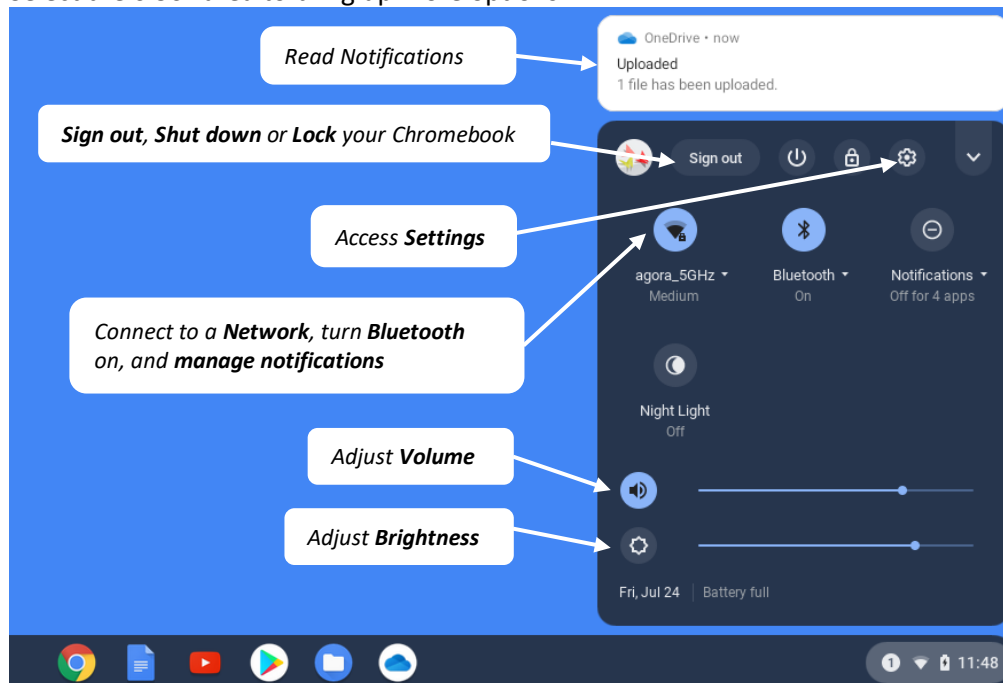 Read Notifications
OneDrive • now
Uploaded
1 file has been uploaded.
Sign out, Shut down or Lock your Chromebook
Sign out
Access Settings
agora_5GHz
Medium
Bluetooth
On
Notifications
Off for 4 apps
Connect to a Network, turn Bluetooth
on, and manage notifications
Night Light
Off
Adjust Volume
Adjust Brightness
Fri, Jul 24
Battery full
1
11:48